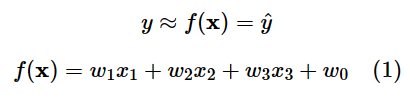 y ≈ f(x) = ŷ
f(x) = w₁x₁ + w₂x₂ + w₃x₃ + w₀ (1)